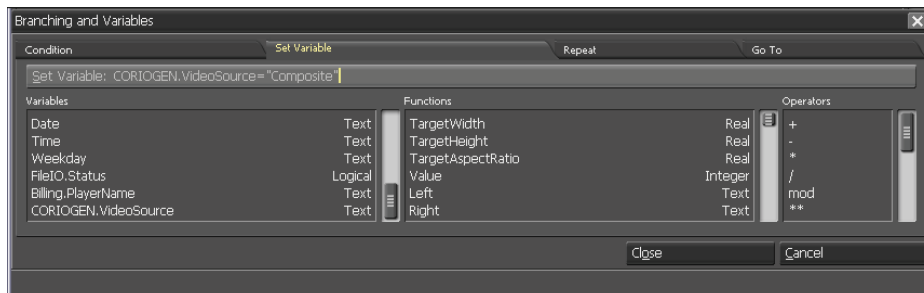 Branching and Variables
Condition
Set Variable
Repeat
Go To
Set Variable: CORIOGEN.VideoSource="Composite"
Variables
Functions
Operators
Date Text TargetWidth Real +
Time Text TargetHeight Real -
Weekday Text TargetAspectRatio Real *
FileIO.Status Logical Value Integer /
Billing.PlayerName Text Left Text mod
CORIOGEN.VideoSource Text Right Text **
Close
Cancel